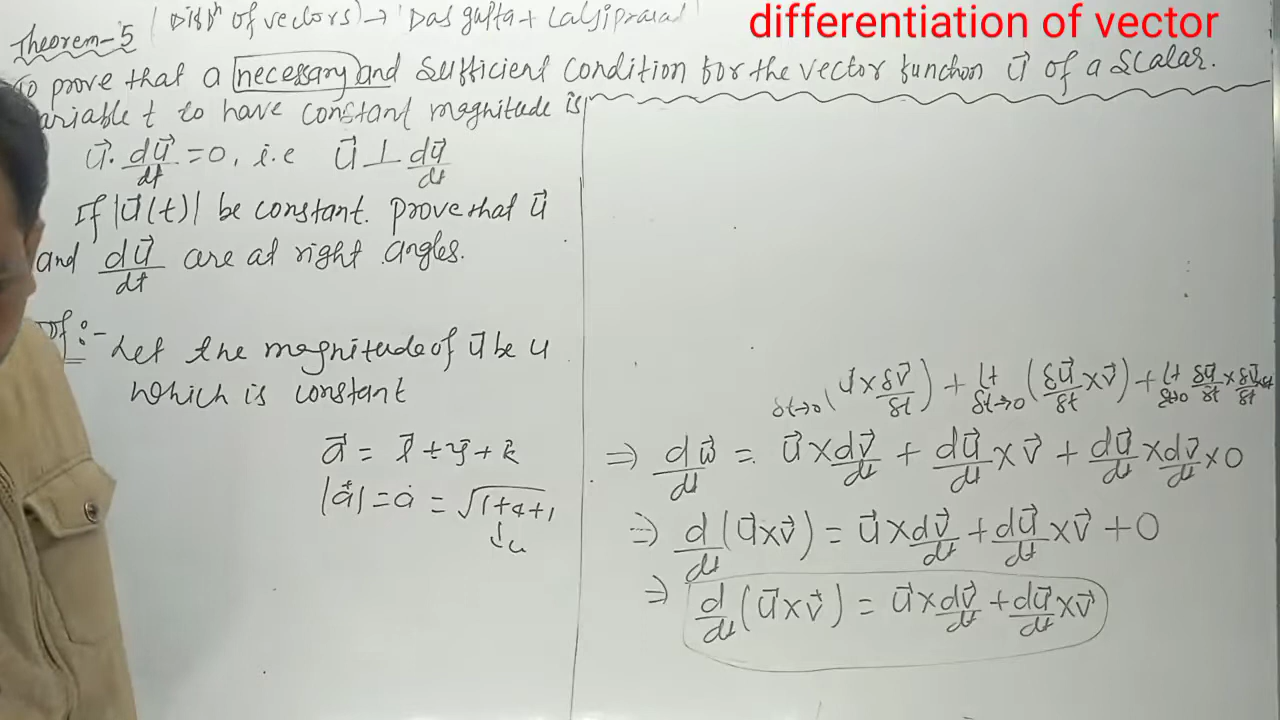 differentiation of vector
Theorem-5 (Diffⁿ of vectors) → Das gupta + Lalji prasad
To prove that a necessary and sufficient condition for the vector function u⃗ of a scalar.
variable t to have constant magnitude is
u⃗. du⃗/dt = 0, i.e u⃗ ⊥ du⃗/dt
If |u⃗(t)| be constant. prove that u⃗
and du⃗/dt are at right angles.
of :- Let the magnitude of u⃗ be u
which is constant
|a⃗| = a =
δt→0 (u⃗ × δv⃗/δt) + Lt δt→0 (δu⃗/δt × v⃗) + Lt δt→0 δu⃗/δt × δv⃗/δt
⇒ dw⃗/dt = u⃗ × dv⃗/dt + du⃗/dt × v⃗ + du⃗/dt × dv⃗/dt × 0
⇒ d/dt (u⃗ × v⃗) = u⃗ × dv⃗/dt + du⃗/dt × v⃗ + 0
⇒ d/dt (u⃗ × v⃗) = u⃗ × dv⃗/dt + du⃗/dt × v⃗